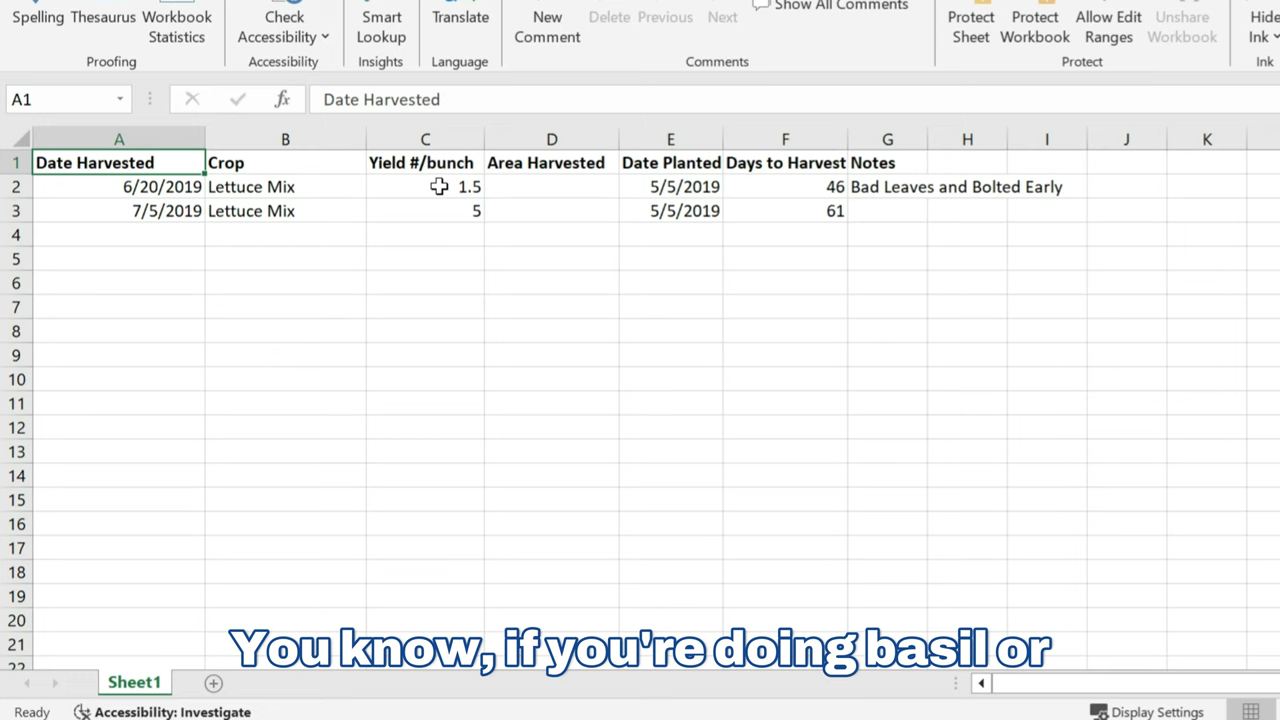 Spelling Thesaurus Workbook Statistics
Check Accessibility
Smart Lookup
Translate
New Comment
Delete Previous Next
Show All Comments
Protect Sheet
Protect Workbook
Allow Edit Ranges
Unshare Workbook
Hide Ink
Proofing Accessibility Insights Language Comments Protect Ink
A1 fx Date Harvested
A B C D E F G H I J K
1 Date Harvested Crop Yield #/bunch Area Harvested Date Planted Days to Harvest Notes
2 6/20/2019 Lettuce Mix 1.5 5/5/2019 46 Bad Leaves and Bolted Early
3 7/5/2019 Lettuce Mix 5 5/5/2019 61
4
5
6
7
8
9
10
11
12
13
14
15
16
17
18
19
20
21
22
You know, if you're doing basil or
Sheet1
Ready Accessibility: Investigate Display Settings